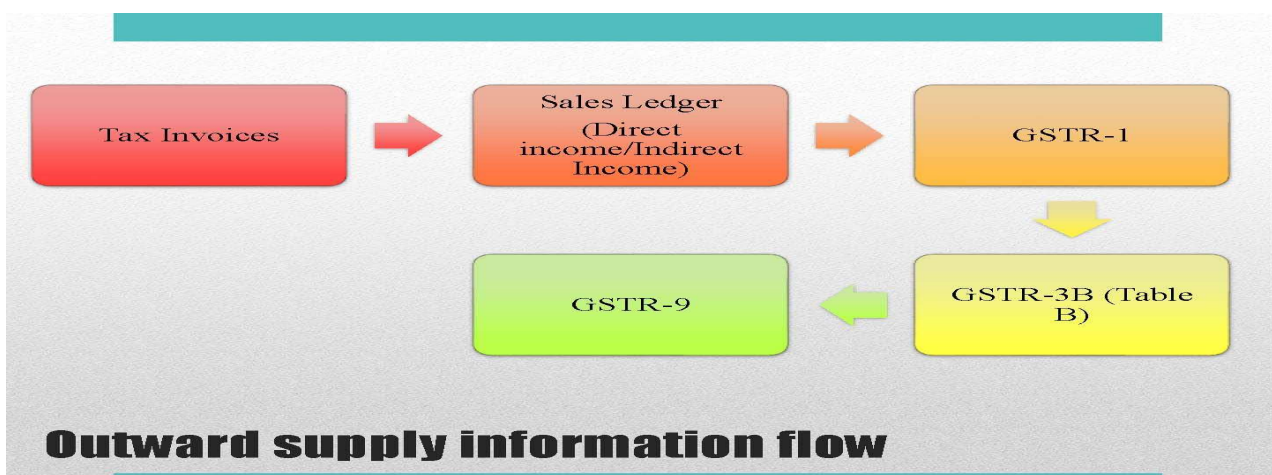 Tax Invoices
Sales Ledger
(Direct
income/Indirect
Income)
GSTR-1
GSTR-3B (Table
B)
GSTR-9
Outward supply information flow